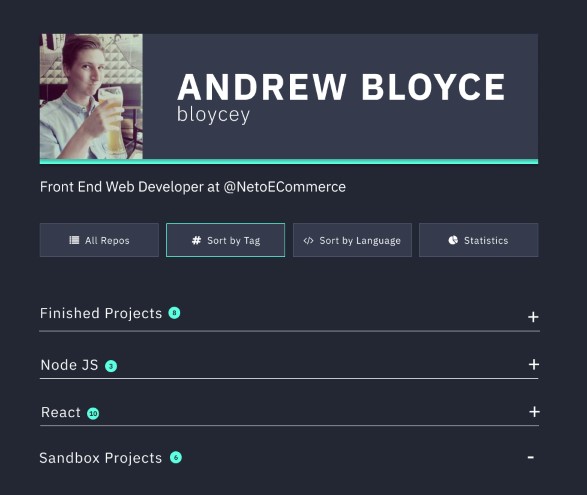 ANDREW BLOYCE
bloycey
Front End Web Developer at @NetoECommerce
All Repos
# Sort by Tag
</> Sort by Language
Statistics
Finished Projects 8 +
Node JS 3 +
React 10 +
Sandbox Projects 6 -